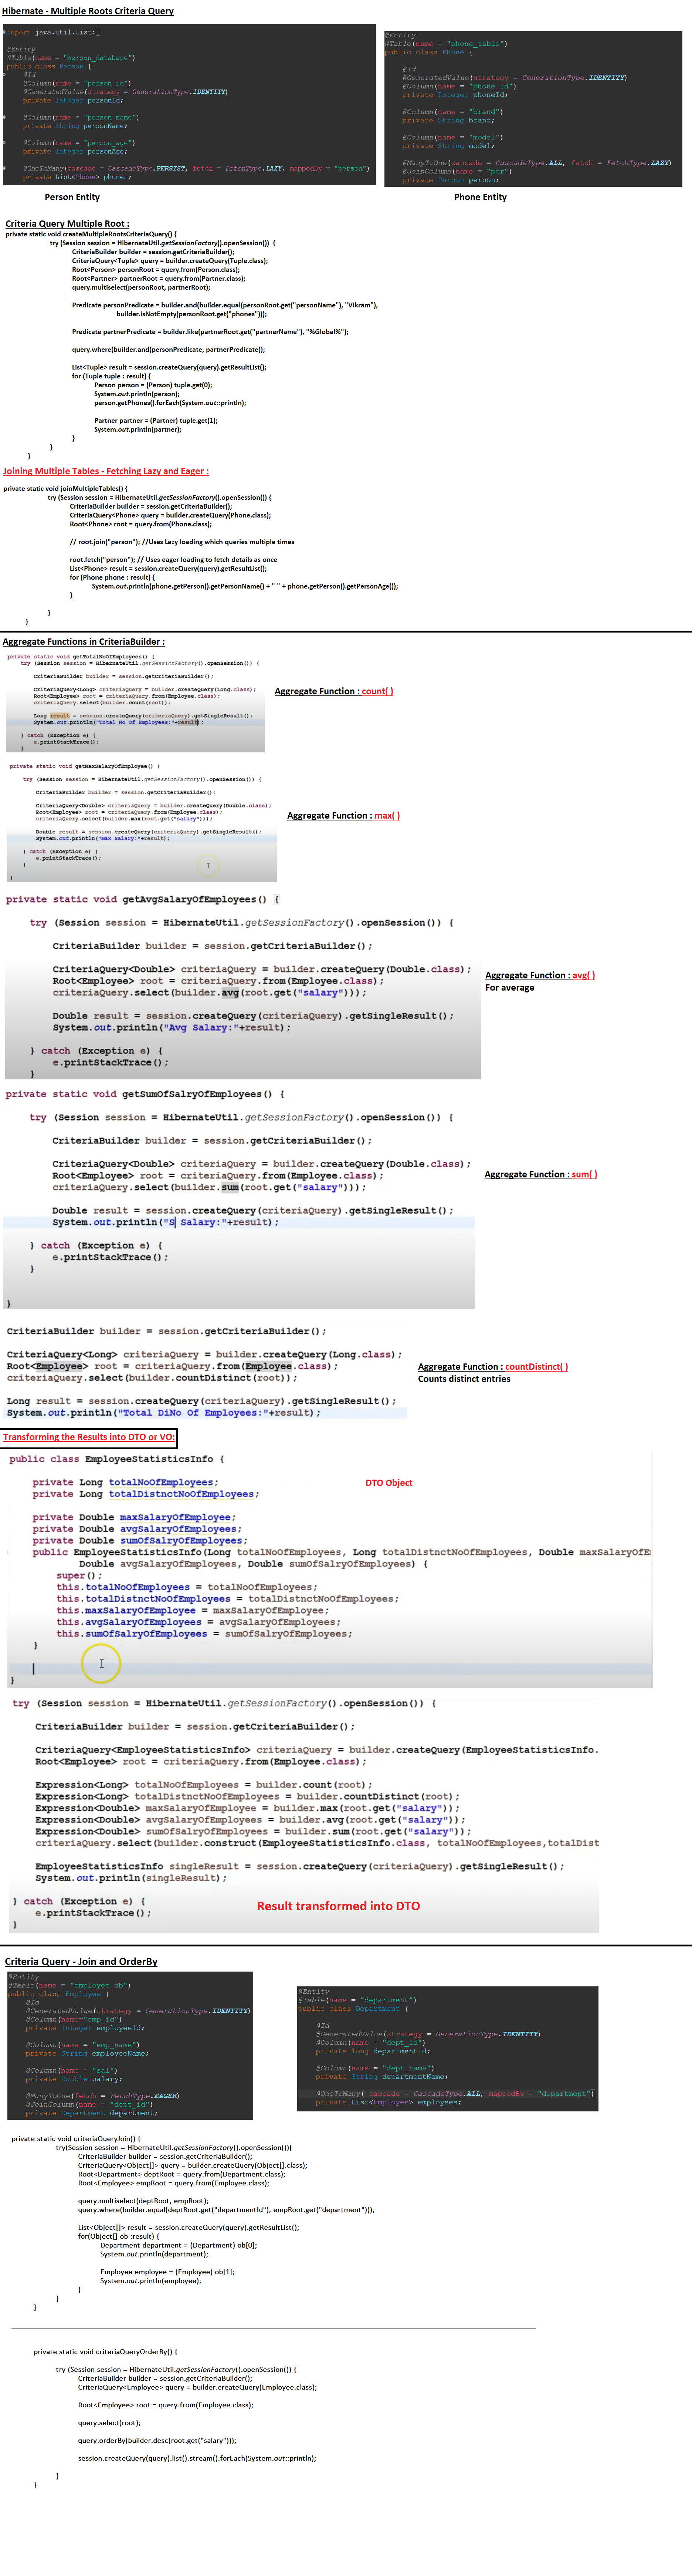 Hibernate - Multiple Roots Criteria Query
import java.util.List;
@Entity
@Table(name = "person_database")
public class Person {
@Id
@Column(name = "person_id")
@GeneratedValue(strategy = GenerationType.IDENTITY)
private Integer personId;
@Column(name = "person_name")
private String personName;
@Column(name = "person_age")
private Integer personAge;
@OneToMany(cascade = CascadeType.PERSIST, fetch = FetchType.LAZY, mappedBy = "person")
private List<Phone> phones;
@Entity
@Table(name = "phone_table")
public class Phone {
@Id
@GeneratedValue(strategy = GenerationType.IDENTITY)
@Column(name = "phone_id")
private Integer phoneId;
@Column(name = "brand")
private String brand;
@Column(name = "model")
private String model;
@ManyToOne(cascade = CascadeType.ALL, fetch = FetchType.LAZY)
@JoinColumn(name = "per")
private Person person;
Person Entity
Phone Entity
Criteria Query Multiple Root :
private static void createMultipleRootsCriteriaQuery() {
try (Session session = HibernateUtil.getSessionFactory().openSession()) {
CriteriaBuilder builder = session.getCriteriaBuilder();
CriteriaQuery<Tuple> query = builder.createQuery(Tuple.class);
Root<Person> personRoot = query.from(Person.class);
Root<Partner> partnerRoot = query.from(Partner.class);
query.multiselect(personRoot, partnerRoot);
Predicate personPredicate = builder.and(builder.equal(personRoot.get("personName"), "Vikram"),
builder.isNotEmpty(personRoot.get("phones")));
Predicate partnerPredicate = builder.like(partnerRoot.get("partnerName"), "%Global%");
query.where(builder.and(personPredicate, partnerPredicate));
List<Tuple> result = session.createQuery(query).getResultList();
for (Tuple tuple : result) {
Person person = (Person) tuple.get(0);
System.out.println(person);
person.getPhones().forEach(System.out::println);
Partner partner = (Partner) tuple.get(1);
System.out.println(partner);
}
}
}
Joining Multiple Tables - Fetching Lazy and Eager :
private static void joinMultipleTables() {
try (Session session = HibernateUtil.getSessionFactory().openSession()) {
CriteriaBuilder builder = session.getCriteriaBuilder();
CriteriaQuery<Phone> query = builder.createQuery(Phone.class);
Root<Phone> root = query.from(Phone.class);
// root.join("person"); //Uses Lazy loading which queries multiple times
root.fetch("person"); // Uses eager loading to fetch details as once
List<Phone> result = session.createQuery(query).getResultList();
for (Phone phone : result) {
System.out.println(phone.getPerson().getPersonName() + " " + phone.getPerson().getPersonAge());
}
}
}
Aggregate Functions in CriteriaBuilder :
private static void getTotalNoOfEmployees() {
try (Session session = HibernateUtil.getSessionFactory().openSession()) {
CriteriaBuilder builder = session.getCriteriaBuilder();
CriteriaQuery<Long> criteriaQuery = builder.createQuery(Long.class);
Root<Employee> root = criteriaQuery.from(Employee.class);
criteriaQuery.select(builder.count(root));
Long result = session.createQuery(criteriaQuery).getSingleResult();
System.out.println("Total No Of Employees:"+result);
} catch (Exception e) {
e.printStackTrace();
}
Aggregate Function : count( )
private static void getMaxSalaryOfEmployee() {
try (Session session = HibernateUtil.getSessionFactory().openSession()) {
CriteriaBuilder builder = session.getCriteriaBuilder();
CriteriaQuery<Double> criteriaQuery = builder.createQuery(Double.class);
Root<Employee> root = criteriaQuery.from(Employee.class);
criteriaQuery.select(builder.max(root.get("salary")));
Double result = session.createQuery(criteriaQuery).getSingleResult();
System.out.println("Max Salary:"+result);
} catch (Exception e) {
e.printStackTrace();
}
}
Aggregate Function : max( )
private static void getAvgSalaryOfEmployees() {
try (Session session = HibernateUtil.getSessionFactory().openSession()) {
CriteriaBuilder builder = session.getCriteriaBuilder();
CriteriaQuery<Double> criteriaQuery = builder.createQuery(Double.class);
Root<Employee> root = criteriaQuery.from(Employee.class);
criteriaQuery.select(builder.avg(root.get("salary")));
Double result = session.createQuery(criteriaQuery).getSingleResult();
System.out.println("Avg Salary:"+result);
} catch (Exception e) {
e.printStackTrace();
}
Aggregate Function : avg( )
For average
private static void getSumOfSalryOfEmployees() {
try (Session session = HibernateUtil.getSessionFactory().openSession()) {
CriteriaBuilder builder = session.getCriteriaBuilder();
CriteriaQuery<Double> criteriaQuery = builder.createQuery(Double.class);
Root<Employee> root = criteriaQuery.from(Employee.class);
criteriaQuery.select(builder.sum(root.get("salary")));
Double result = session.createQuery(criteriaQuery).getSingleResult();
System.out.println("S Salary:"+result);
} catch (Exception e) {
e.printStackTrace();
}
}
Aggregate Function : sum( )
CriteriaBuilder builder = session.getCriteriaBuilder();
CriteriaQuery<Long> criteriaQuery = builder.createQuery(Long.class);
Root<Employee> root = criteriaQuery.from(Employee.class);
criteriaQuery.select(builder.countDistinct(root));
Long result = session.createQuery(criteriaQuery).getSingleResult();
System.out.println("Total DiNo Of Employees:"+result);
Aggregate Function : countDistinct( )
Counts distinct entries
Transforming the Results into DTO or VO:
public class EmployeeStatisticsInfo {
private Long totalNoOfEmployees;
private Long totalDistnctNoOfEmployees;
private Double maxSalaryOfEmployee;
private Double avgSalaryOfEmployees;
private Double sumOfSalryOfEmployees;
public EmployeeStatisticsInfo(Long totalNoOfEmployees, Long totalDistnctNoOfEmployees, Double maxSalaryOfE
Double avgSalaryOfEmployees, Double sumOfSalryOfEmployees) {
super();
this.totalNoOfEmployees = totalNoOfEmployees;
this.totalDistnctNoOfEmployees = totalDistnctNoOfEmployees;
this.maxSalaryOfEmployee = maxSalaryOfEmployee;
this.avgSalaryOfEmployees = avgSalaryOfEmployees;
this.sumOfSalryOfEmployees = sumOfSalryOfEmployees;
}
}
DTO Object
try (Session session = HibernateUtil.getSessionFactory().openSession()) {
CriteriaBuilder builder = session.getCriteriaBuilder();
CriteriaQuery<EmployeeStatisticsInfo> criteriaQuery = builder.createQuery(EmployeeStatisticsInfo.
Root<Employee> root = criteriaQuery.from(Employee.class);
Expression<Long> totalNoOfEmployees = builder.count(root);
Expression<Long> totalDistnctNoOfEmployees = builder.countDistinct(root);
Expression<Double> maxSalaryOfEmployee = builder.max(root.get("salary"));
Expression<Double> avgSalaryOfEmployees = builder.avg(root.get("salary"));
Expression<Double> sumOfSalryOfEmployees = builder.sum(root.get("salary"));
criteriaQuery.select(builder.construct(EmployeeStatisticsInfo.class, totalNoOfEmployees,totalDist
EmployeeStatisticsInfo singleResult = session.createQuery(criteriaQuery).getSingleResult();
System.out.println(singleResult);
} catch (Exception e) {
e.printStackTrace();
}
Result transformed into DTO
Criteria Query - Join and OrderBy
@Entity
@Table(name = "employee_db")
public class Employee {
@Id
@GeneratedValue(strategy = GenerationType.IDENTITY)
@Column(name="emp_id")
private Integer employeeId;
@Column(name = "emp_name")
private String employeeName;
@Column(name = "sal")
private Double salary;
@ManyToOne(fetch = FetchType.EAGER)
@JoinColumn(name = "dept_id")
private Department department;
@Entity
@Table(name = "department")
public class Department {
@Id
@GeneratedValue(strategy = GenerationType.IDENTITY)
@Column(name = "dept_id")
private long departmentId;
@Column(name = "dept_name")
private String departmentName;
@OneToMany( cascade = CascadeType.ALL, mappedBy = "department")
private List<Employee> employees;
private static void criteriaQueryJoin() {
try(Session session = HibernateUtil.getSessionFactory().openSession()){
CriteriaBuilder builder = session.getCriteriaBuilder();
CriteriaQuery<Object[]> query = builder.createQuery(Object[].class);
Root<Department> deptRoot = query.from(Department.class);
Root<Employee> empRoot = query.from(Employee.class);
query.multiselect(deptRoot, empRoot);
query.where(builder.equal(deptRoot.get("departmentId"), empRoot.get("department")));
List<Object[]> result = session.createQuery(query).getResultList();
for(Object[] ob :result) {
Department department = (Department) ob[0];
System.out.println(department);
Employee employee = (Employee) ob[1];
System.out.println(employee);
}
}
}
private static void criteriaQueryOrderBy() {
try (Session session = HibernateUtil.getSessionFactory().openSession()) {
CriteriaBuilder builder = session.getCriteriaBuilder();
CriteriaQuery<Employee> query = builder.createQuery(Employee.class);
Root<Employee> root = query.from(Employee.class);
query.select(root);
query.orderBy(builder.desc(root.get("salary")));
session.createQuery(query).list().stream().forEach(System.out::println);
}
}